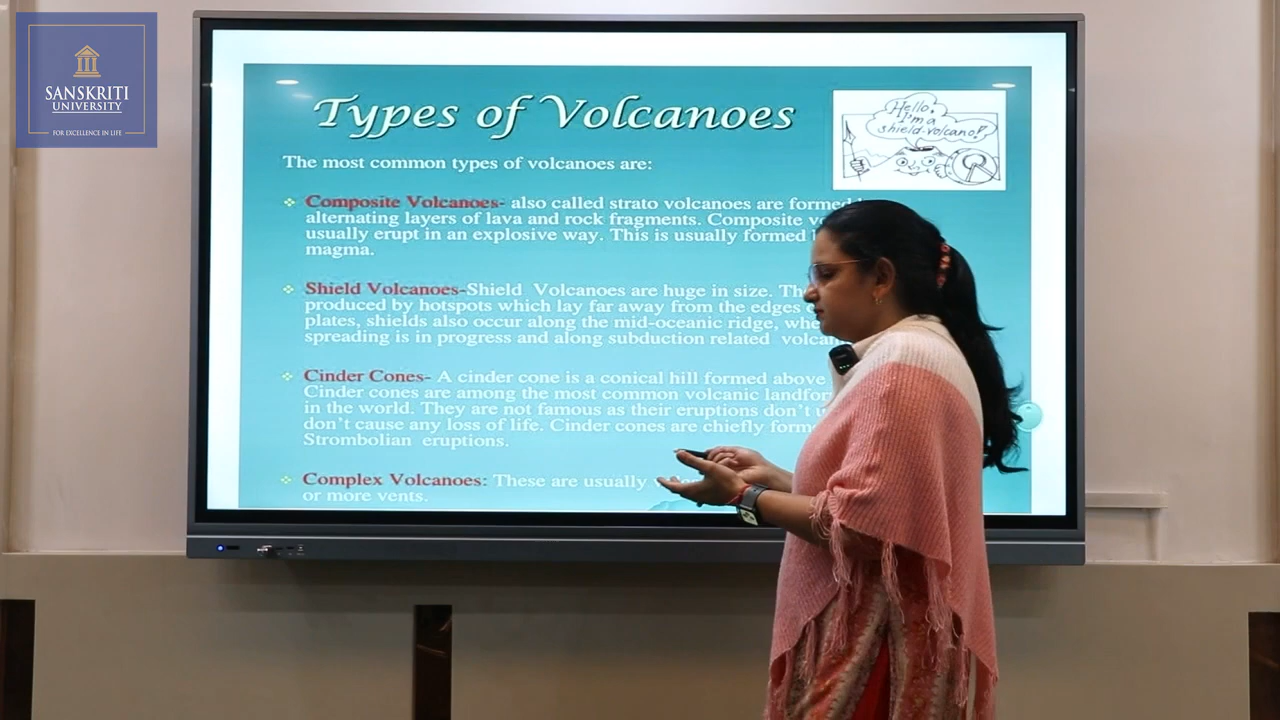 SANSKRITI
UNIVERSITY
FOR EXCELLENCE IN LIFE
Types of Volcanoes
Hello,
I'm a
shield-volcano!
The most common types of volcanoes are:
Composite Volcanoes- also called strato volcanoes are formed
alternating layers of lava and rock fragments. Composite
usually erupt in an explosive way. This is usually formed
magma.
Shield Volcanoes-Shield Volcanoes are huge in size.
produced by hotspots which lay far away from the edges
plates, shields also occur along the mid-oceanic ridge,
spreading is in progress and along subduction related
Cinder Cones- A cinder cone is a conical hill formed above
Cinder cones are among the most common volcanic
in the world. They are not famous as their eruptions don't
don't cause any loss of life. Cinder cones are chiefly
Strombolian eruptions.
Complex Volcanoes: These are usually
or more vents.